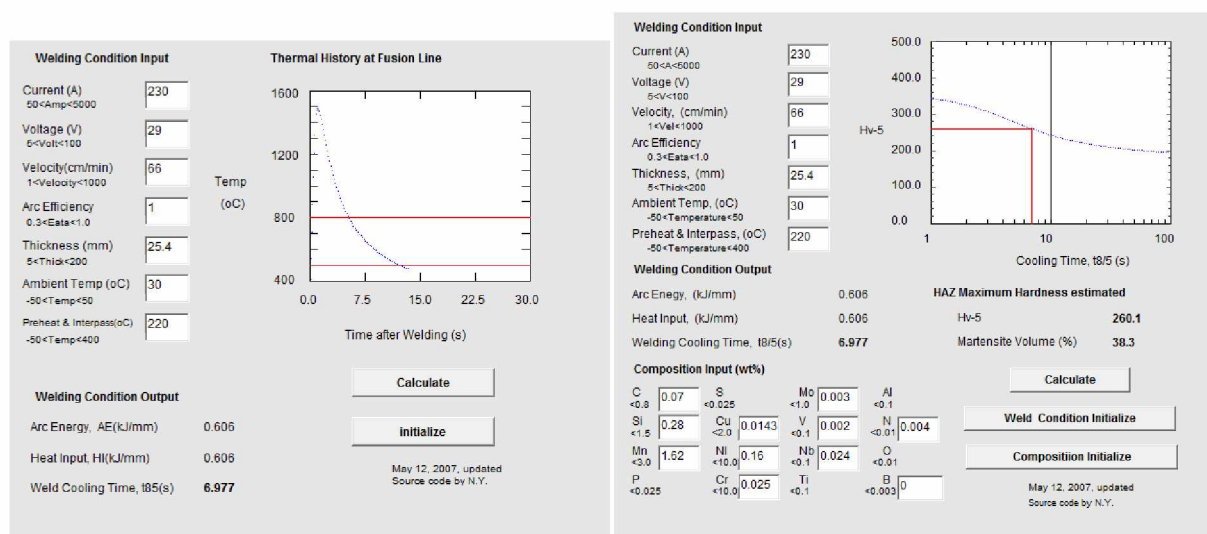 Welding Condition Input
Thermal History at Fusion Line
Current (A) 230
50<Amp<5000
Voltage (V) 29
5<Volt<100
Velocity(cm/min) 66
1<Velocity<1000
Arc Efficiency 1
0.3<Eata<1.0
Thickness (mm) 25.4
5<Thick<200
Ambient Temp (oC) 30
-50<Temp<50
Preheat & Interpass(oC) 220
-50<Temp<400
Temp
(oC)
1600
1200
800
400
0.0 7.5 15.0 22.5 30.0
Time after Welding (s)
Calculate
initialize
May 12, 2007, updated
Source code by N.Y.
Welding Condition Output
Arc Energy, AE(kJ/mm) 0.606
Heat Input, HI(kJ/mm) 0.606
Weld Cooling Time, t85(s) 6.977
Welding Condition Input
Current (A) 230
50<A<5000
Voltage (V) 29
5<V<100
Velocity, (cm/min) 66
1<Vel<1000
Arc Efficiency 1
0.3<Eata<1.0
Thickness, (mm) 25.4
5<Thick<200
Ambient Temp, (oC) 30
-50<Temperature<50
Preheat & Interpass, (oC) 220
-50<Temperature<400
Hv-5
500.0
400.0
300.0
200.0
100.0
0.0
1 10 100
Cooling Time, t8/5 (s)
Welding Condition Output
Arc Enegy, (kJ/mm) 0.606
Heat Input, (kJ/mm) 0.606
Welding Cooling Time, t8/5(s) 6.977
HAZ Maximum Hardness estimated
Hv-5 260.1
Martensite Volume (%) 38.3
Composition Input (wt%)
C 0.07 S Mo 0.003 Al
<0.8 <0.025 <1.0 <0.1
Si 0.28 Cu 0.0143 V 0.002 N 0.004
<1.5 <2.0 <0.1 <0.01
Mn 1.62 NI 0.16 Nb 0.024 O
<3.0 <10.0 <0.1 <0.01
P Cr 0.025 Ti B 0
<0.025 <10.0 <0.1 <0.003
Calculate
Weld Condition Initialize
Compositiion Initialize
May 12, 2007, updated
Source code by N.Y.